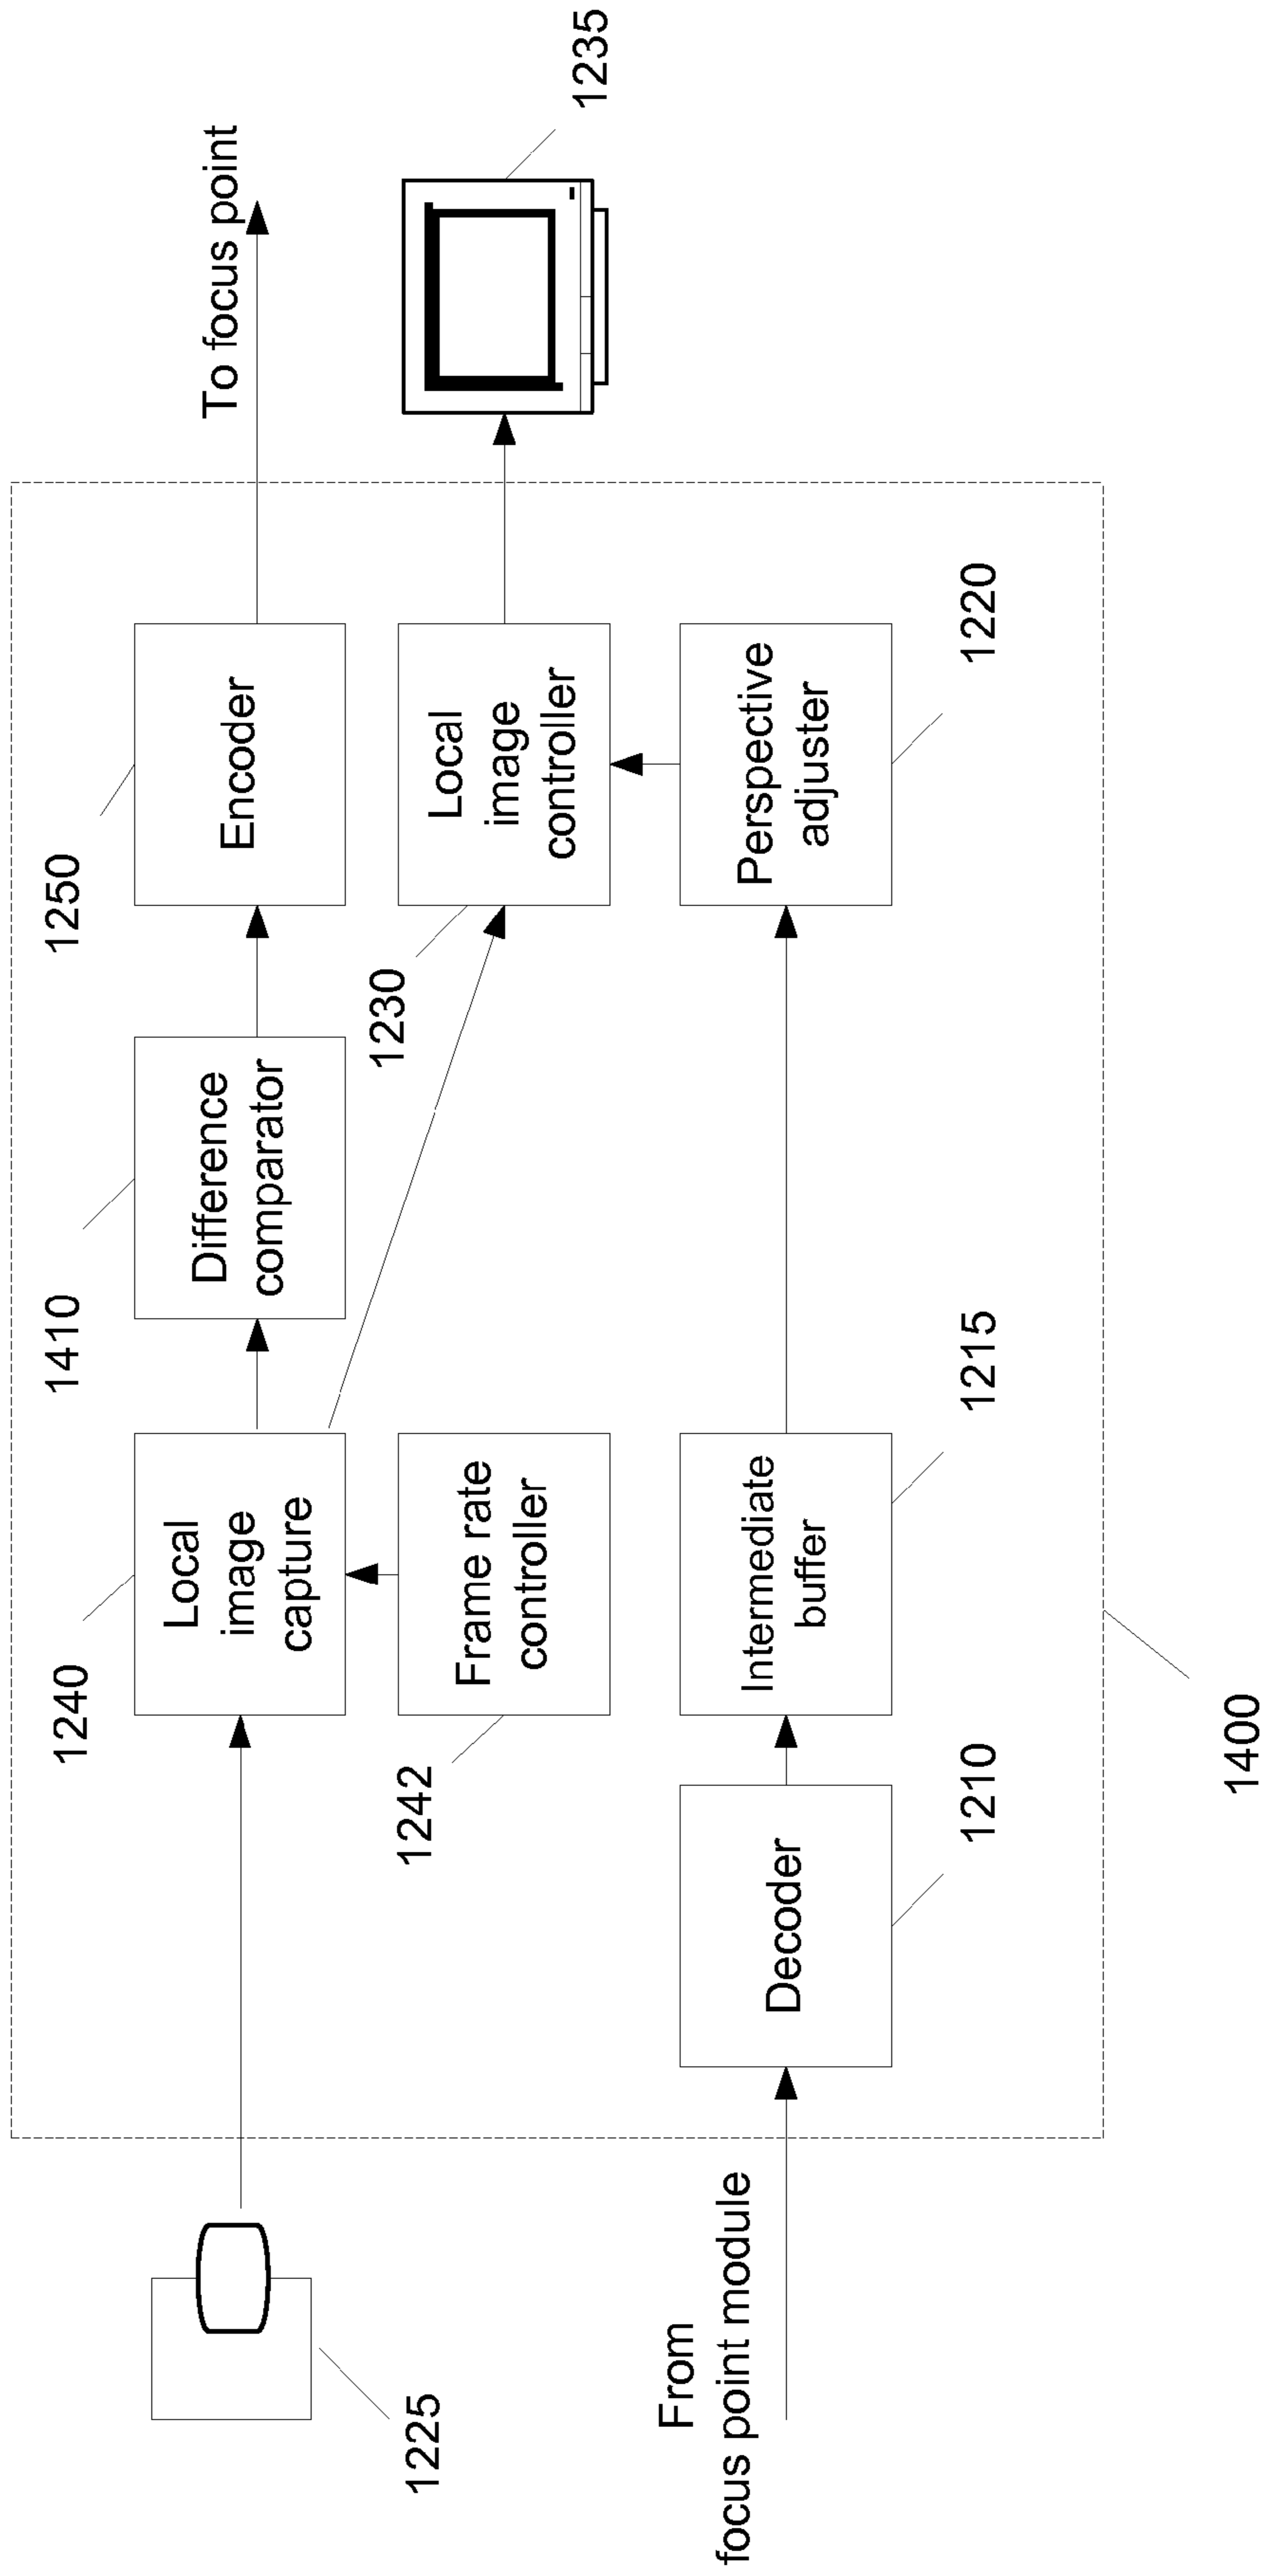 To focus point
1235
1250
Encoder
1410
Difference
comparator
1240
Local
image
capture
1225
1230
Local
image
controller
1242
Frame rate
controller
1220
Perspective
adjuster
1215
Intermediate
buffer
1210
Decoder
From
focus point module
1400